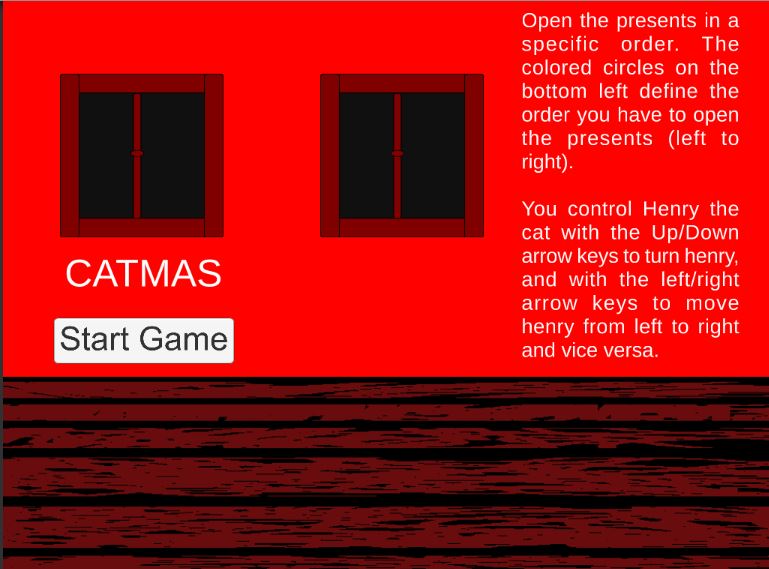 Open the presents in a
specific order. The
colored circles on the
bottom left define the
order you have to open
the presents (left to
right).
You control Henry the
cat with the Up/Down
arrow keys to turn henry,
and with the left/right
arrow keys to move
henry from left to right
and vice versa.
CATMAS
Start Game